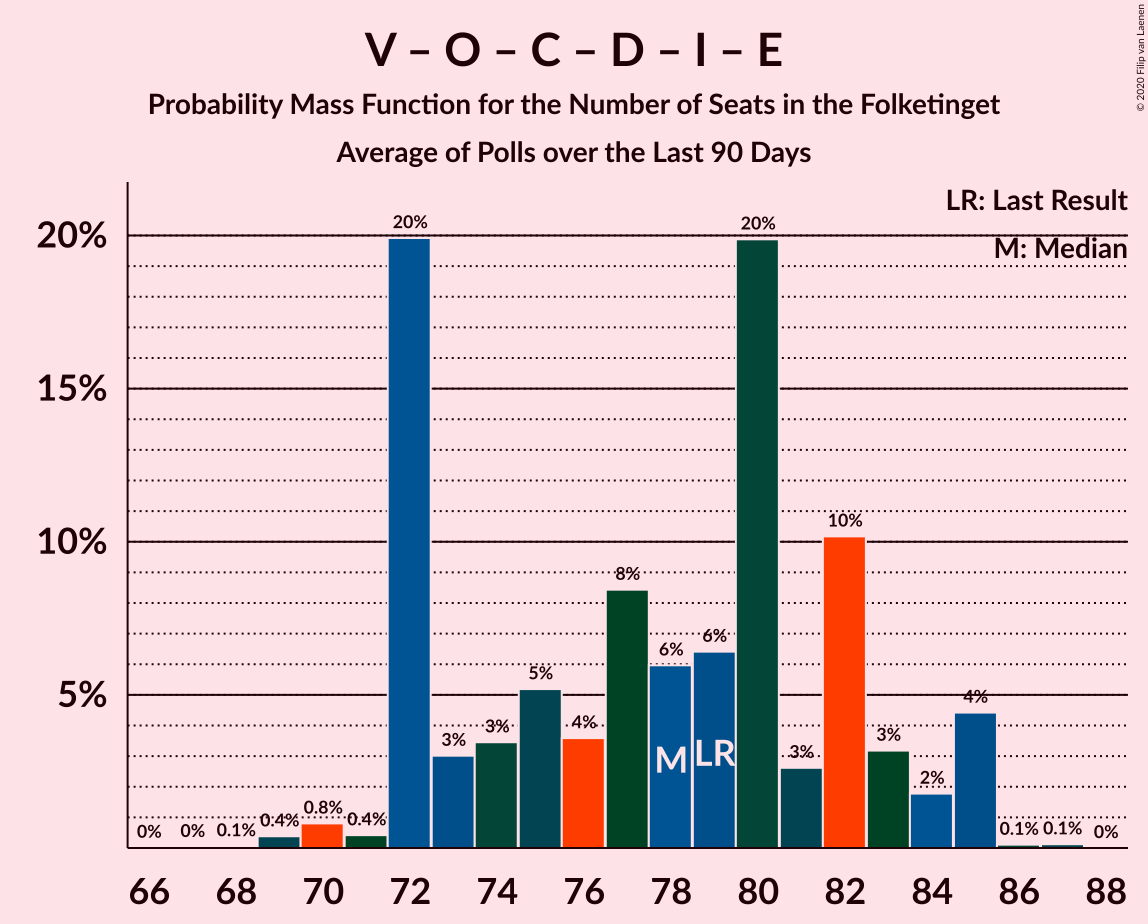 V – O – C – D – I – E
Probability Mass Function for the Number of Seats in the Folketinget
Average of Polls over the Last 90 Days
© 2020 Filip van Laenen
LR: Last Result
M: Median
20%
15%
10%
5%
0% 0% 0.1% 0.4% 0.8% 0.4% 20% 3% 3% 5% 4% 8% 6% 6% 20% 3% 10% 3% 2% 4% 0.1% 0.1% 0%
M LR
66 68 70 72 74 76 78 80 82 84 86 88